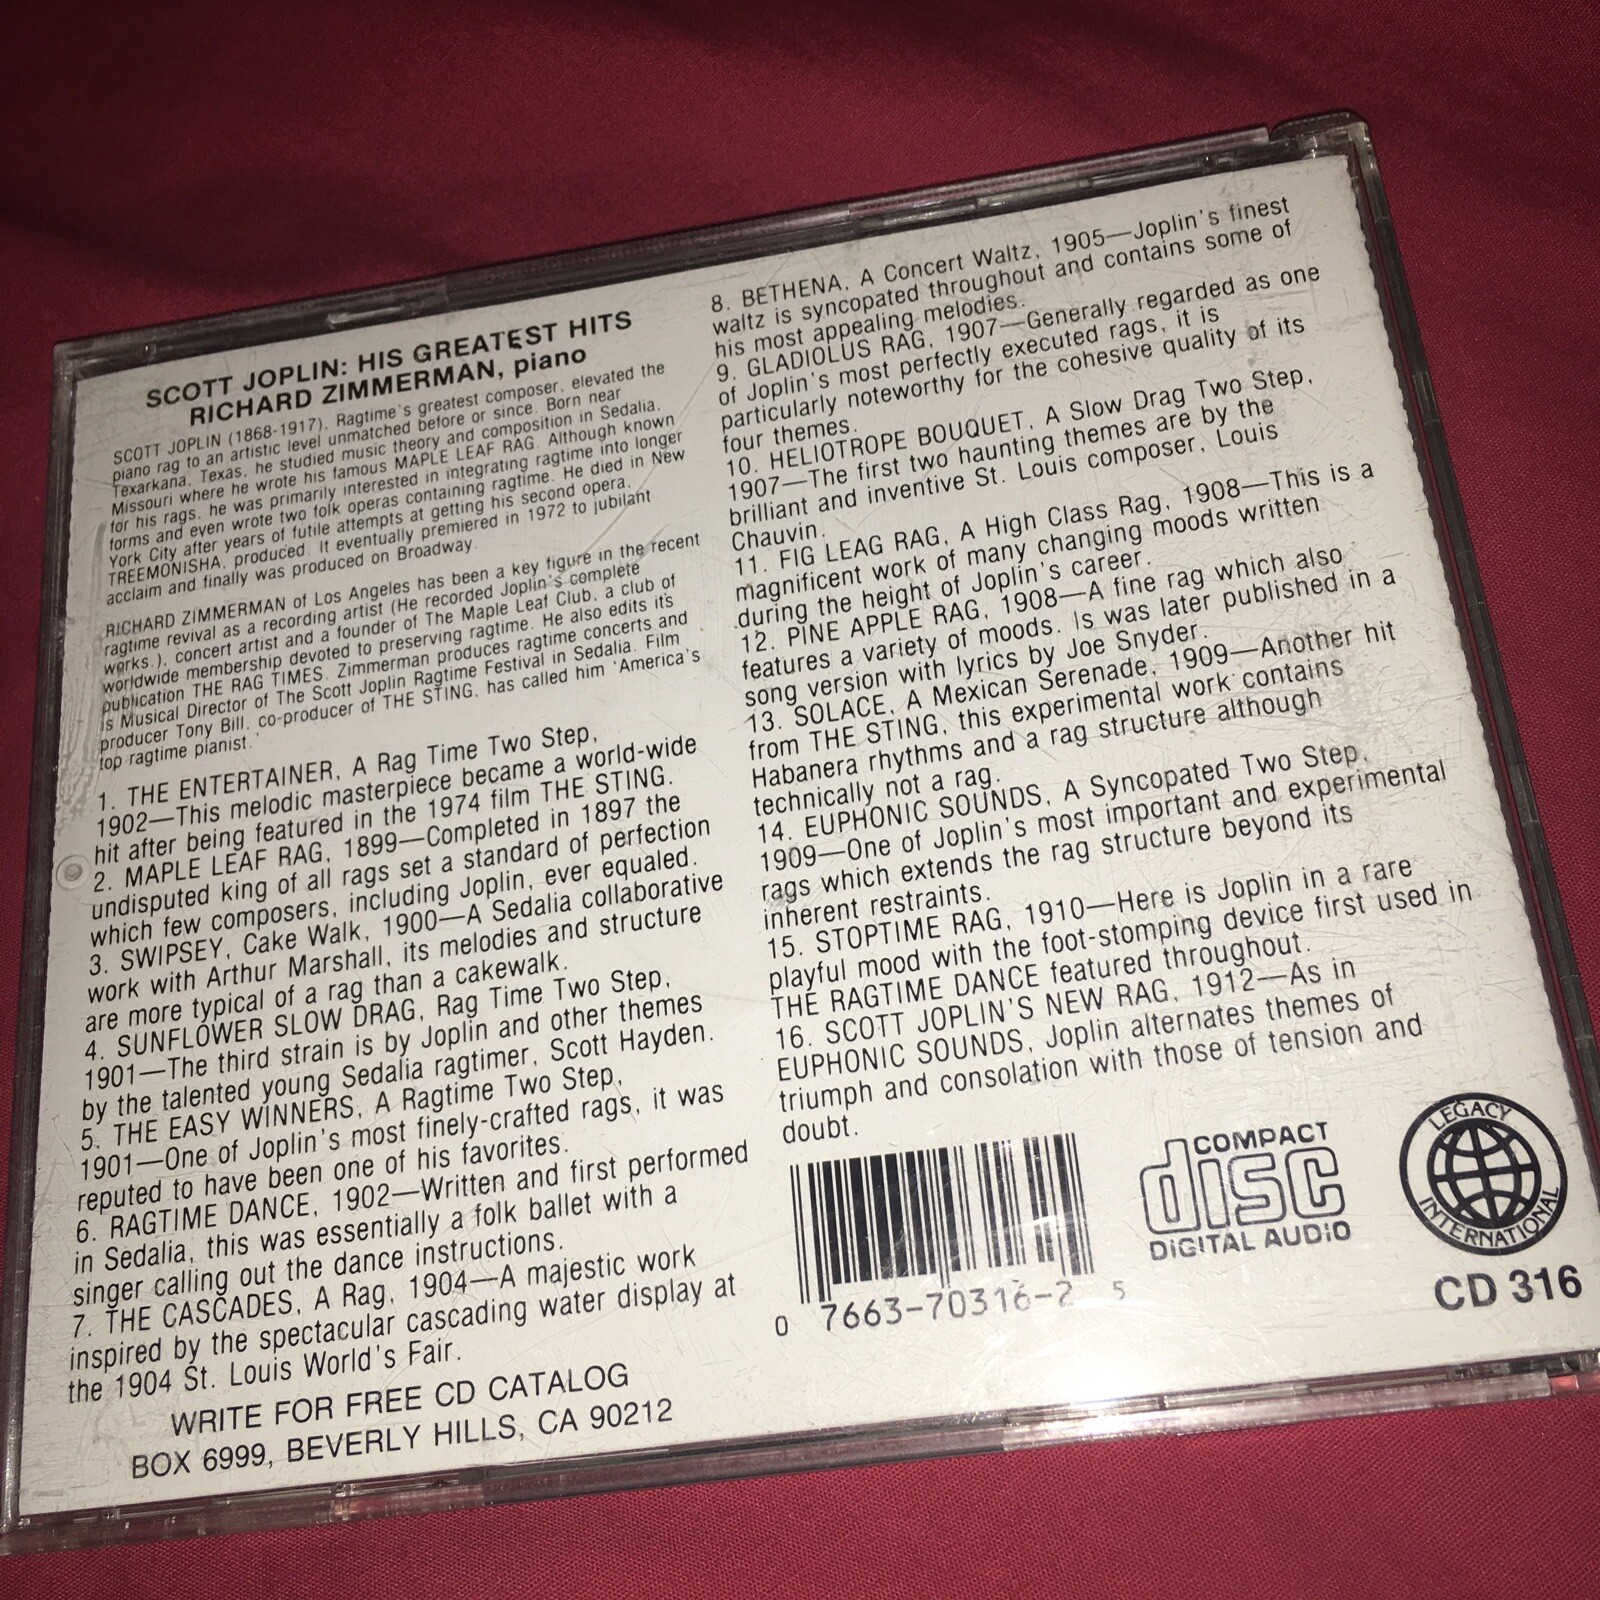 SCOTT JOPLIN: HIS GREATEST HITS
RICHARD ZIMMERMAN, piano
SCOTT JOPLIN (1868-1917), Ragtime's greatest composer, elevated the
piano rag to an artistic level unmatched before or since. Born near
Texarkana, Texas, he studied music theory and composition in Sedalia,
Missouri where he wrote his famous MAPLE LEAF RAG. Although known
for his rags, he was primarily interested in integrating ragtime into longer
forms and even wrote two folk operas containing ragtime. He died in New
York City after years of futile attempts at getting his second opera,
TREEMONISHA, produced. It eventually premiered in 1972 to jubilant
acclaim and finally was produced on Broadway.
RICHARD ZIMMERMAN of Los Angeles has been a key figure in the recent
ragtime revival as a recording artist (He recorded Joplin's complete
works.), concert artist and a founder of The Maple Leaf Club, a club of
worldwide membership devoted to preserving ragtime. He also edits it's
publication THE RAG TIMES. Zimmerman produces ragtime concerts and
is Musical Director of The Scott Joplin Ragtime Festival in Sedalia. Film
producer Tony Bill, co-producer of THE STING, has called him 'America's
top ragtime pianist.'
1. THE ENTERTAINER, A Rag Time Two Step,
1902—This melodic masterpiece became a world-wide
hit after being featured in the 1974 film THE STING.
2. MAPLE LEAF RAG, 1899—Completed in 1897 the
undisputed king of all rags set a standard of perfection
which few composers, including Joplin, ever equaled.
3. SWIPSEY, Cake Walk, 1900—A Sedalia collaborative
work with Arthur Marshall, its melodies and structure
are more typical of a rag than a cakewalk.
4. SUNFLOWER SLOW DRAG, Rag Time Two Step,
1901—The third strain is by Joplin and other themes
by the talented young Sedalia ragtimer, Scott Hayden.
5. THE EASY WINNERS, A Ragtime Two Step,
1901—One of Joplin's most finely-crafted rags, it was
reputed to have been one of his favorites.
6. RAGTIME DANCE, 1902—Written and first performed
in Sedalia, this was essentially a folk ballet with a
singer calling out the dance instructions.
7. THE CASCADES, A Rag, 1904—A majestic work
inspired by the spectacular cascading water display at
the 1904 St. Louis World's Fair.
WRITE FOR FREE CD CATALOG
BOX 6999, BEVERLY HILLS, CA 90212
8. BETHENA, A Concert Waltz, 1905—Joplin's finest
waltz is syncopated throughout and contains some of
his most appealing melodies.
9. GLADIOLUS RAG, 1907—Generally regarded as one
of Joplin's most perfectly executed rags, it is
particularly noteworthy for the cohesive quality of its
four themes.
10. HELIOTROPE BOUQUET, A Slow Drag Two Step,
1907—The first two haunting themes are by the
brilliant and inventive St. Louis composer, Louis
Chauvin.
11. FIG LEAG RAG, A High Class Rag, 1908—This is a
magnificent work of many changing moods written
during the height of Joplin's career.
12. PINE APPLE RAG, 1908—A fine rag which also
features a variety of moods. Is was later published in a
song version with lyrics by Joe Snyder.
13. SOLACE, A Mexican Serenade, 1909—Another hit
from THE STING, this experimental work contains
Habanera rhythms and a rag structure although
technically not a rag.
14. EUPHONIC SOUNDS, A Syncopated Two Step,
1909—One of Joplin's most important and experimental
rags which extends the rag structure beyond its
inherent restraints.
15. STOPTIME RAG, 1910—Here is Joplin in a rare
playful mood with the foot-stomping device first used in
THE RAGTIME DANCE featured throughout.
16. SCOTT JOPLIN'S NEW RAG, 1912—As in
EUPHONIC SOUNDS, Joplin alternates themes of
triumph and consolation with those of tension and
doubt.
0 7663-70316-2 5
COMPACT
disc
DIGITAL AUDIO
LEGACY
INTERNATIONAL
CD 316